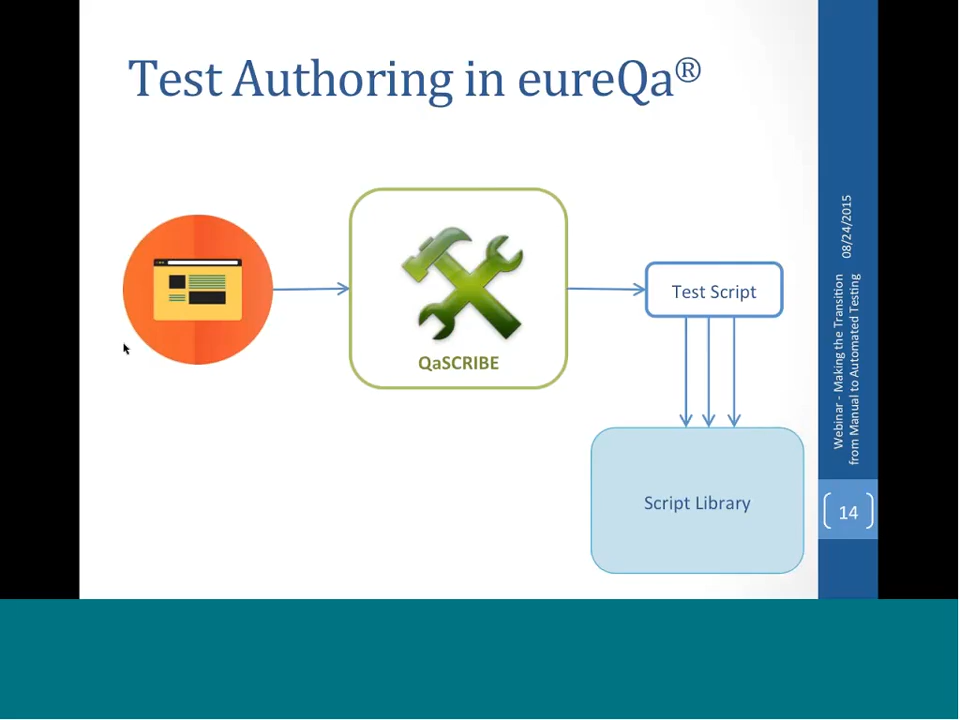 Test Authoring in eureQa®
QaSCRIBE
Test Script
Script Library
08/24/2015
Webinar - Making the Transition
from Manual to Automated Testing
14